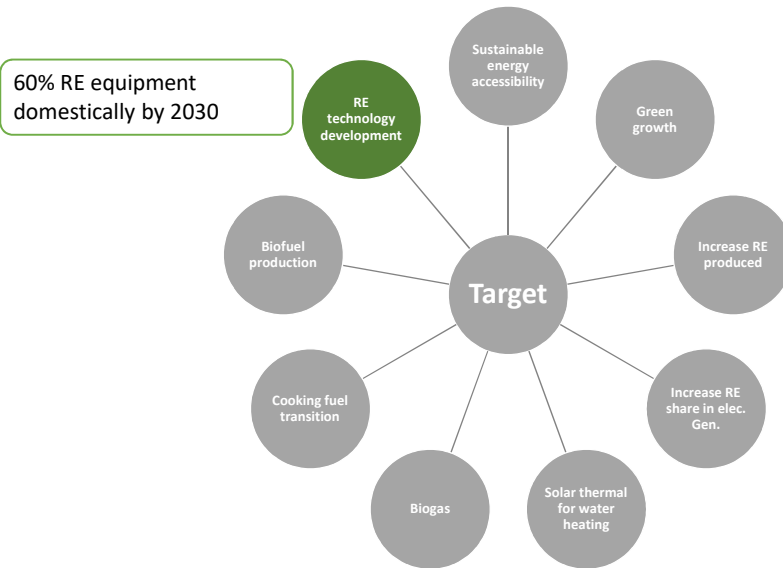 60% RE equipment
domestically by 2030
Sustainable
energy
accessibility
RE
technology
development
Green
growth
Biofuel
production
Increase RE
produced
Target
Cooking fuel
transition
Increase RE
share in elec.
Gen.
Biogas
Solar thermal
for water
heating